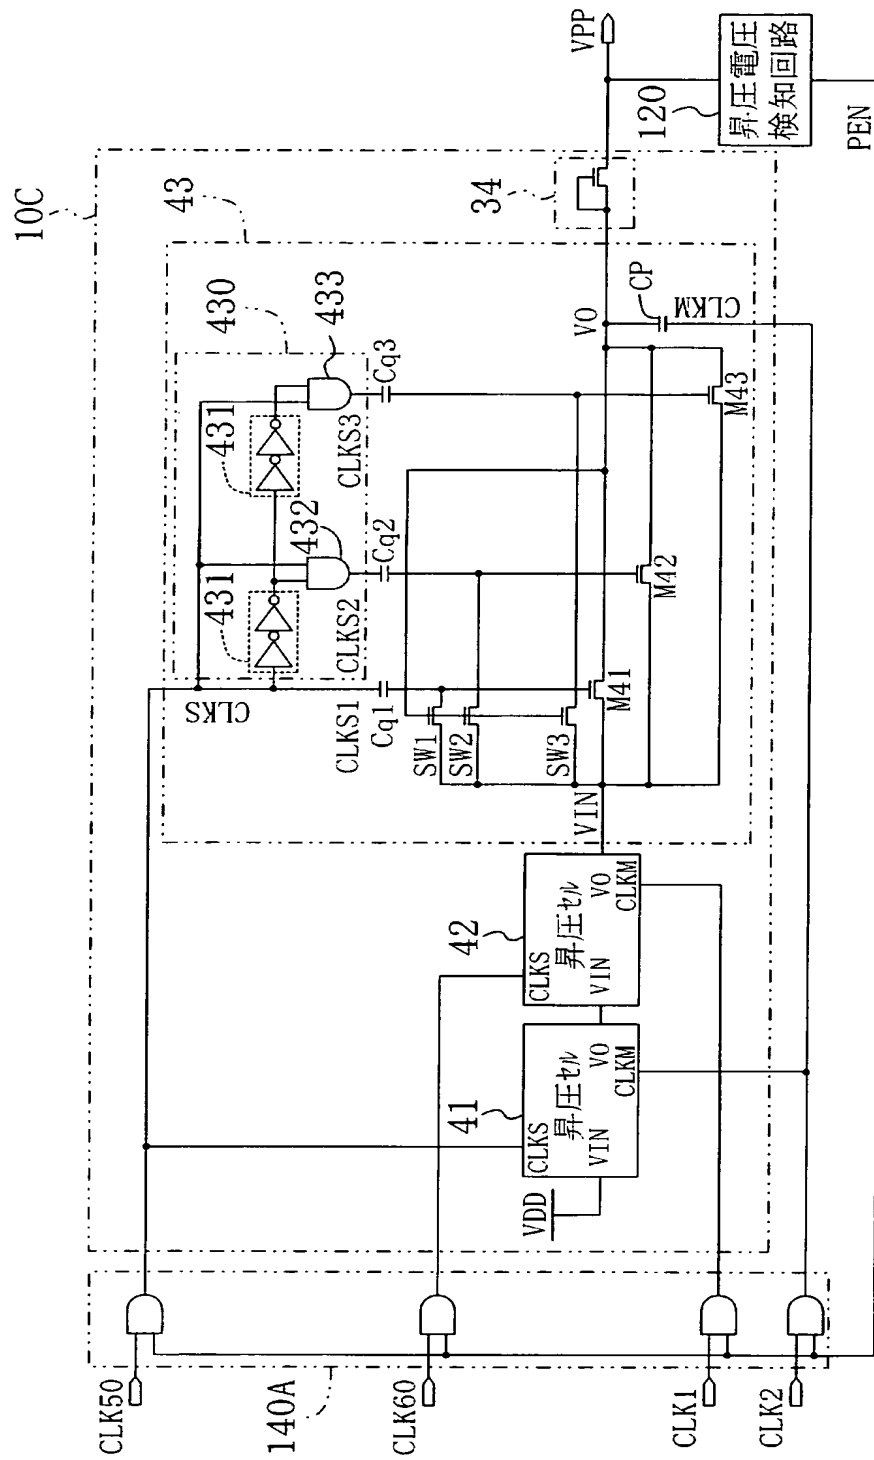 10C
43
430
433
431
431
432
34
120
VPP
昇圧電圧
検知回路
PEN
CLKS
CLKS1
CLKS2
CLKS3
Cq1
Cq2
Cq3
VO
CP
CLKM
SW1
SW2
SW3
M41
M42
M43
VIN
42
CLKS
昇圧セル
VIN
VO
CLKM
41
CLKS
昇圧セル
VIN
VO
CLKM
VDD
140A
CLK50
CLK60
CLK1
CLK2